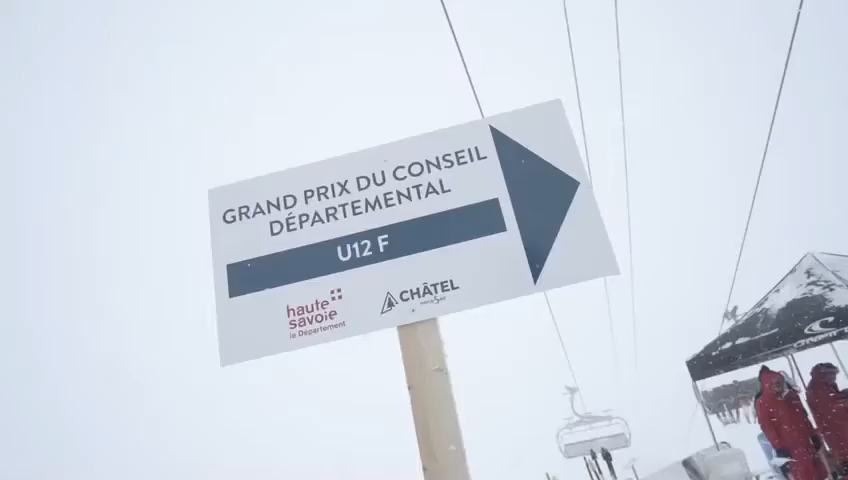 GRAND PRIX DU CONSEIL
DÉPARTEMENTAL
U12 F
haute
savoie
le Département
CHÂTEL